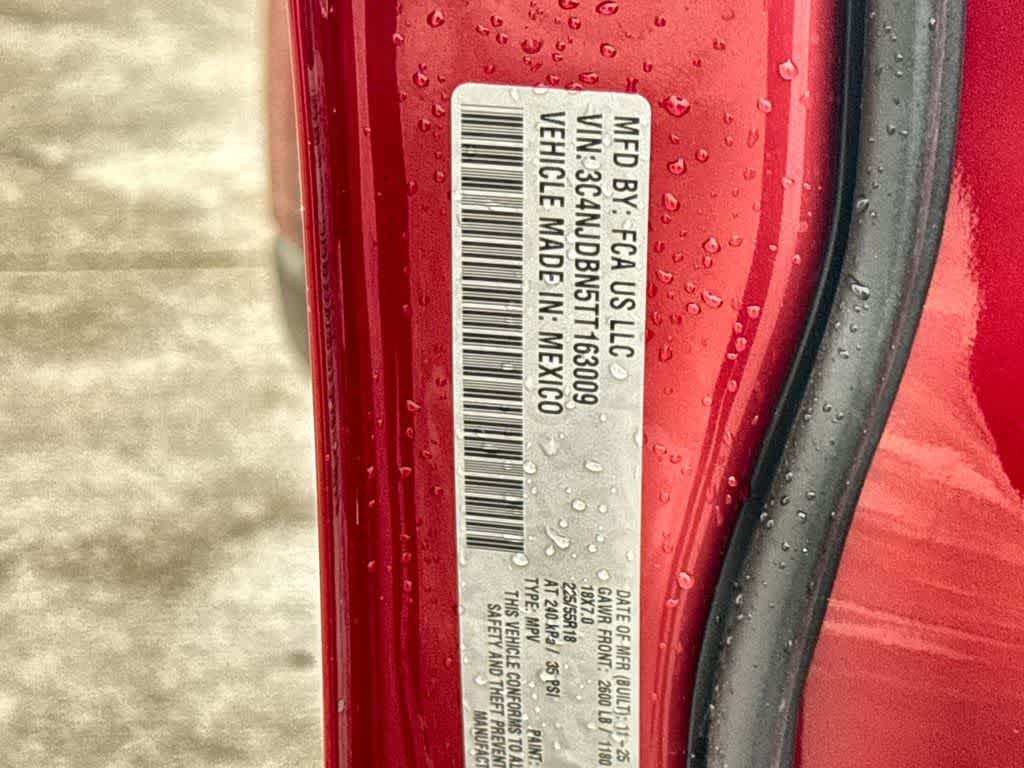 MFD BY: FCA US LLC
VIN: 3C4NJDBN5TT163009
VEHICLE MADE IN: MEXICO
DATE OF MFR (BUILT): 11-25
GAWR FRONT: 2600 LB / 1180
18X7.0
225/55R18
AT 240 kPa / 35 PSI
TYPE: MPV PAINT:
THIS VEHICLE CONFORMS TO AL
SAFETY AND THEFT PREVENT
MANUFACT